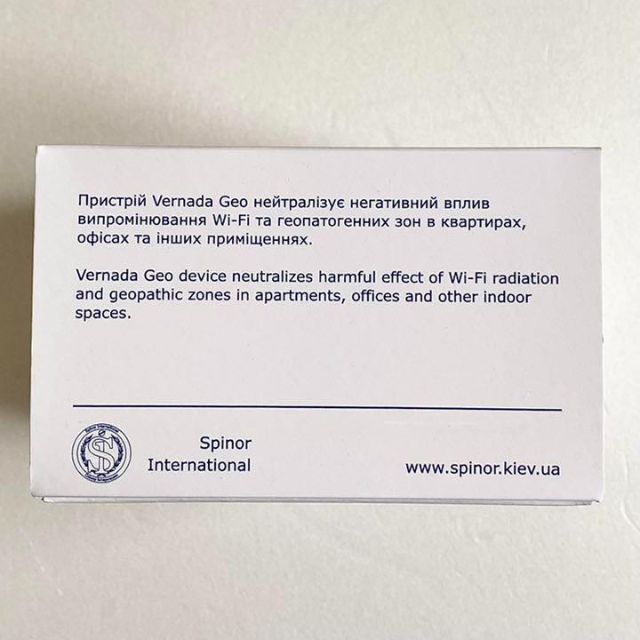 Пристрій Vernada Geo нейтралізує негативний вплив
випромінювання Wi-Fi та геопатогенних зон в квартирах,
офісах та інших приміщеннях.
Vernada Geo device neutralizes harmful effect of Wi-Fi radiation
and geopathic zones in apartments, offices and other indoor
spaces.
Spinor
International
www.spinor.kiev.ua